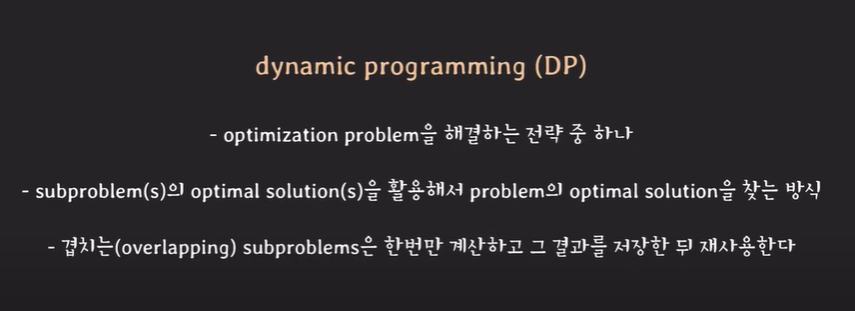 dynamic programming (DP)
- optimization problem을 해결하는 전략 중 하나
- subproblem(s)의 optimal solution(s)을 활용해서 problem의 optimal solution을 찾는 방식
- 겹치는(overlapping) subproblems은 한번만 계산하고 그 결과를 저장한 뒤 재사용한다